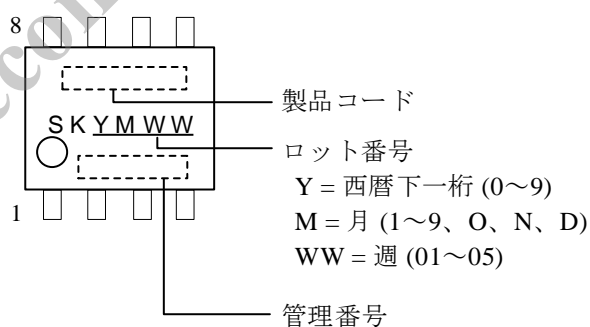 8
製品コード
SKYMWW
ロット番号
Y = 西暦下一桁 (0～9)
M = 月 (1～9、O、N、D)
1
WW = 週 (01～05)
管理番号